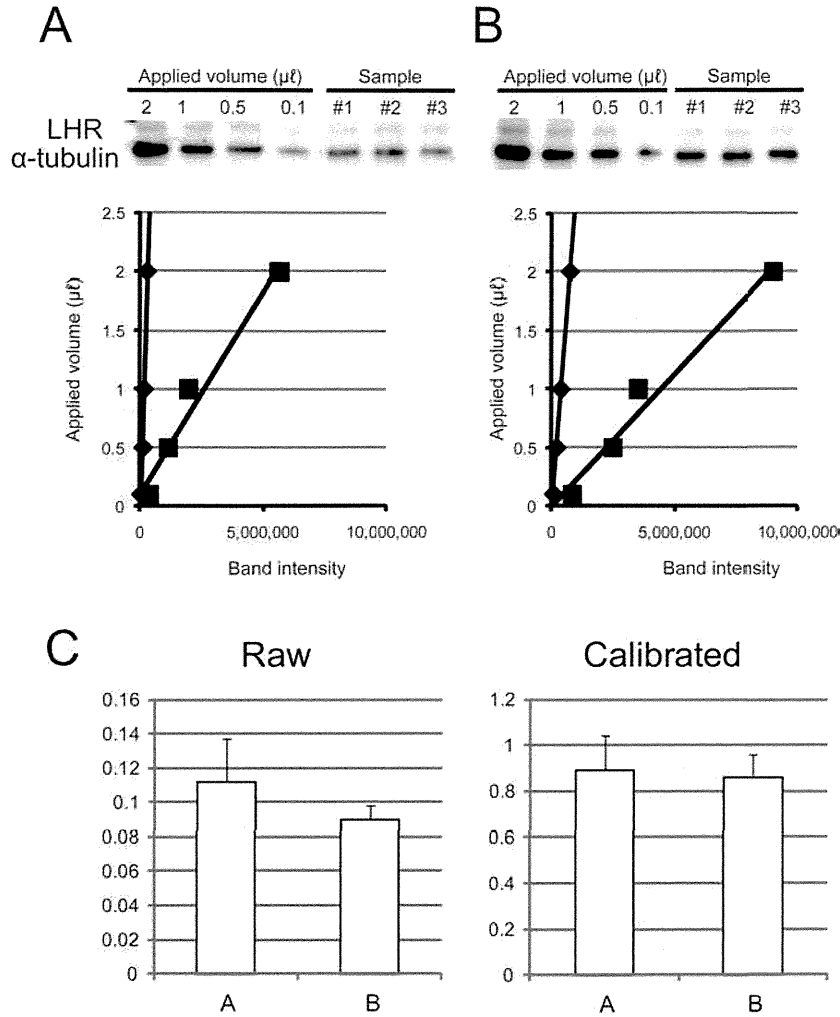 A
Applied volume (µℓ) Sample
2 1 0.5 0.1 #1 #2 #3
LHR
α-tubulin
2.5
2
1.5
1
0.5
0
Applied volume (µℓ)
0 5,000,000 10,000,000
Band intensity
B
Applied volume (µℓ) Sample
2 1 0.5 0.1 #1 #2 #3
2.5
2
1.5
1
0.5
0
Applied volume (µℓ)
0 5,000,000 10,000,000
Band intensity
C
Raw
0.16
0.14
0.12
0.1
0.08
0.06
0.04
0.02
0
A B
Calibrated
1.2
1
0.8
0.6
0.4
0.2
0
A B